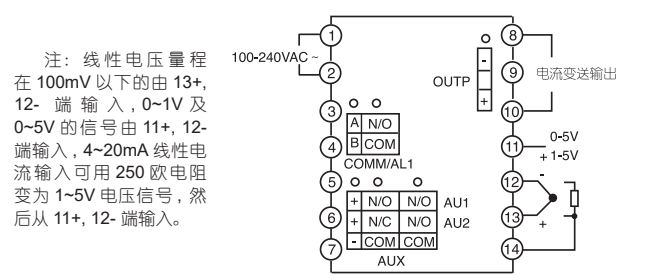 注：线性电压量程
在 100mV 以下的由 13+,
12- 端输入 , 0~1V 及
0~5V 的信号由 11+, 12-
端输入 , 4~20mA 线性电
流输入可用 250 欧电阻
变为 1~5V 电压信号 , 然
后从 11+, 12- 端输入。
100-240VAC ~
1
2
3
4
5
6
7
A N/O
B COM
COMM/AL1
+ N/O N/O AU1
+ N/C N/O AU2
- COM COM
AUX
OUTP
-
+
8
9
10
11
12
13
14
电流变送输出
0-5V
+ 1-5V
-
+